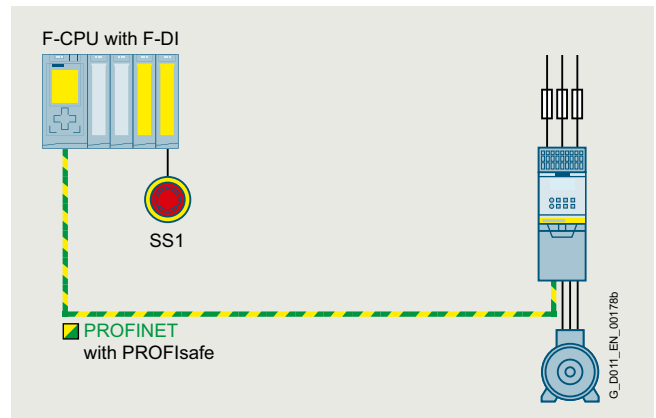 F-CPU with F-DI
SS1
PROFINET
with PROFIsafe
G_D011_EN_00178b